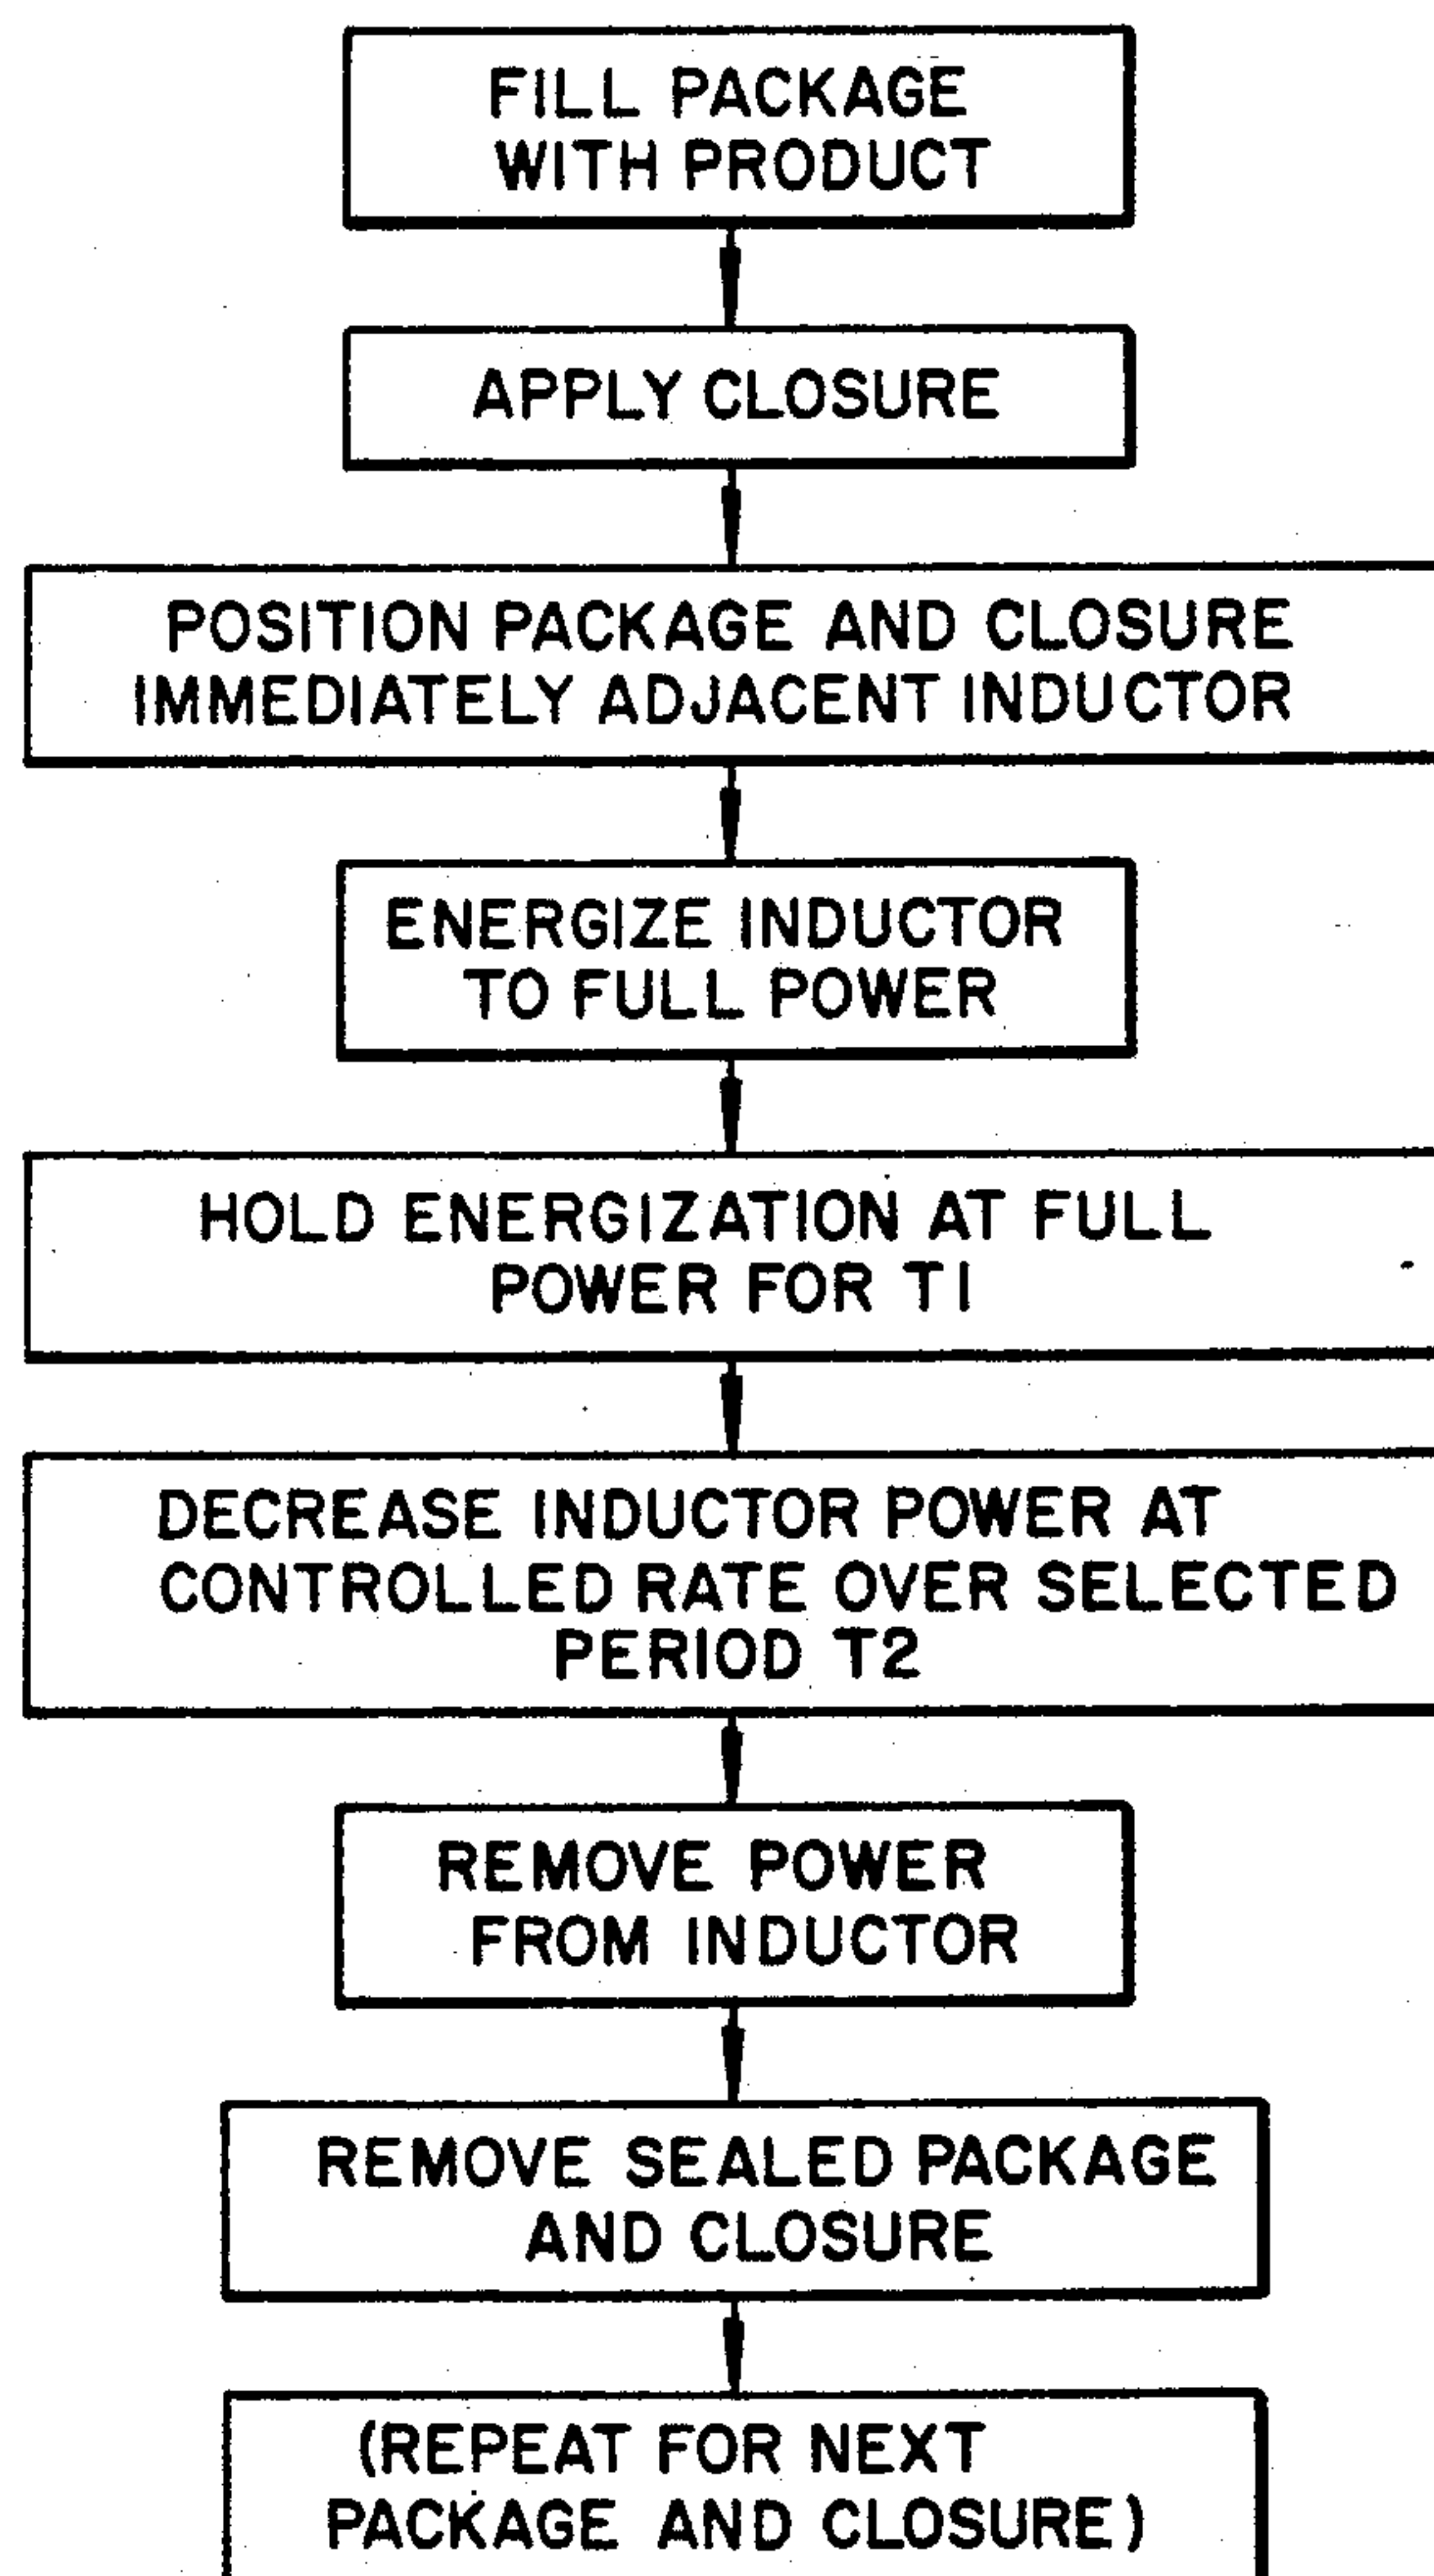 FILL PACKAGE
WITH PRODUCT
APPLY CLOSURE
POSITION PACKAGE AND CLOSURE
IMMEDIATELY ADJACENT INDUCTOR
ENERGIZE INDUCTOR
TO FULL POWER
HOLD ENERGIZATION AT FULL
POWER FOR T1
DECREASE INDUCTOR POWER AT
CONTROLLED RATE OVER SELECTED
PERIOD T2
REMOVE POWER
FROM INDUCTOR
REMOVE SEALED PACKAGE
AND CLOSURE
(REPEAT FOR NEXT
PACKAGE AND CLOSURE)